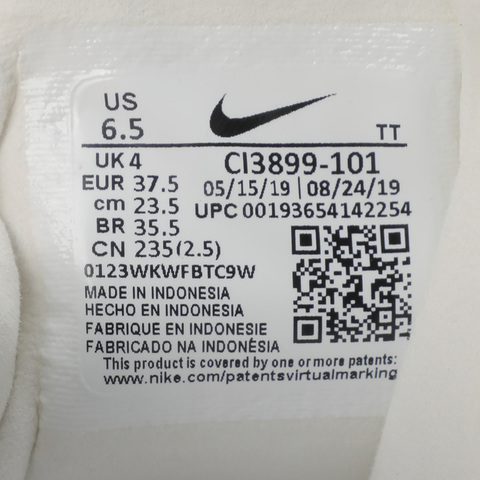 US
6.5
TT
UK 4
CI3899-101
EUR 37.5
05/15/19 | 08/24/19
cm 23.5
UPC 00193654142254
BR 35.5
CN 235(2.5)
0123WKWFBTC9W
MADE IN INDONESIA
HECHO EN INDONESIA
FABRIQUE EN INDONESIE
FABRICADO NA INDONÉSIA
This product is covered by one or more patents:
www.nike.com/patentsvirtualmarking